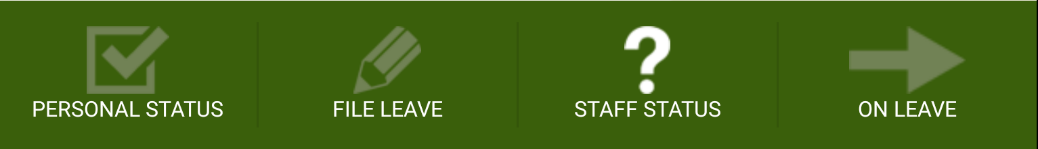 PERSONAL STATUS
FILE LEAVE
STAFF STATUS
ON LEAVE